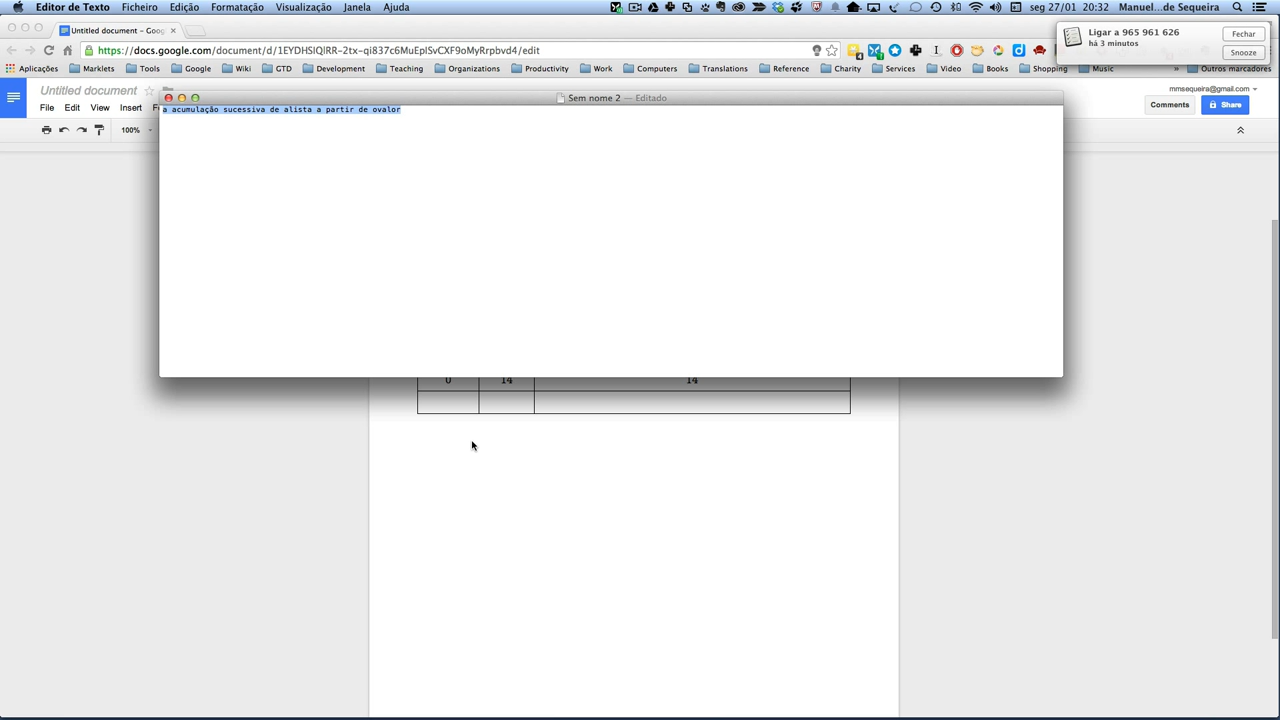 Editor de Texto Ficheiro Edição Formatação Visualização Janela Ajuda seg 27/01 20:32 Manuel...de Sequeira
Untitled document – Goog
https://docs.google.com/document/d/1EYDHSIQIRR-2tx-qi837c6MuEplSvCXF9oMyRrpbvd4/edit
Ligar a 965 961 626
há 3 minutos
Fechar
Snooze
Aplicações Marklets Tools Google Wiki GTD Development Teaching Organizations Productivity Work Computers Translations Reference Charity Services Video Books Shopping Music » Outros marcadores
Untitled document
mmsequeira@gmail.com
File Edit View Insert
Comments Share
100%
Sem nome 2 — Editado
a acumulação sucessiva de alista a partir de ovalor
0 14 14